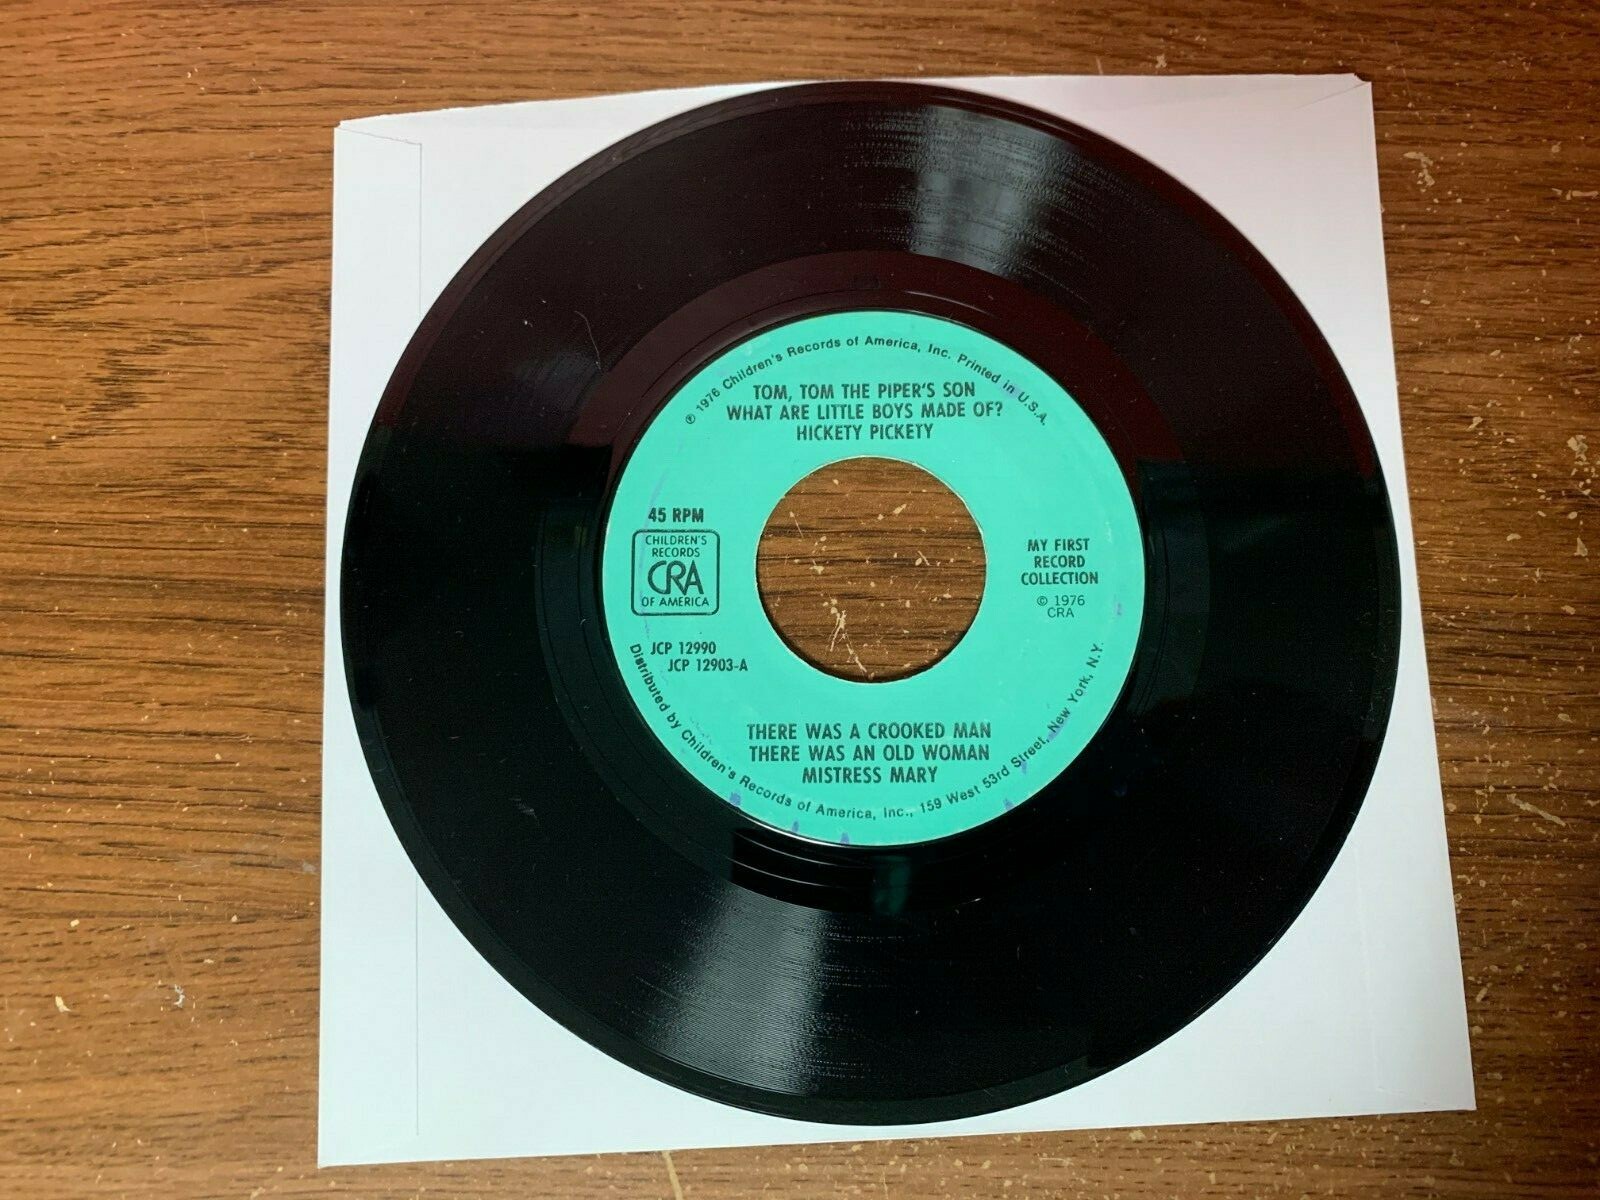 ℗ 1976 Children's Records of America, Inc. Printed in U.S.A.
TOM, TOM THE PIPER'S SON
WHAT ARE LITTLE BOYS MADE OF?
HICKETY PICKETY
45 RPM
CHILDREN'S
RECORDS
CRA
OF AMERICA
MY FIRST
RECORD
COLLECTION
© 1976
CRA
JCP 12990
JCP 12903-A
THERE WAS A CROOKED MAN
THERE WAS AN OLD WOMAN
MISTRESS MARY
Distributed by Children's Records of America, Inc., 159 West 53rd Street, New York, N.Y.